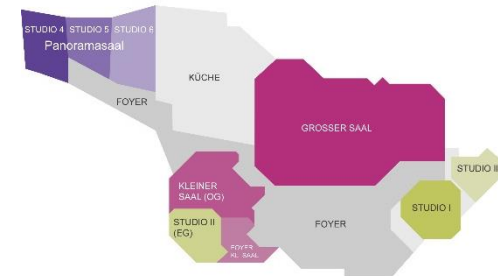 STUDIO 4 STUDIO 5 STUDIO 6
Panoramasaal
KÜCHE
FOYER
GROSSER SAAL
STUDIO III
KLEINER
SAAL (OG)
STUDIO I
STUDIO II
(EG)
FOYER
FOYER
KL. SAAL